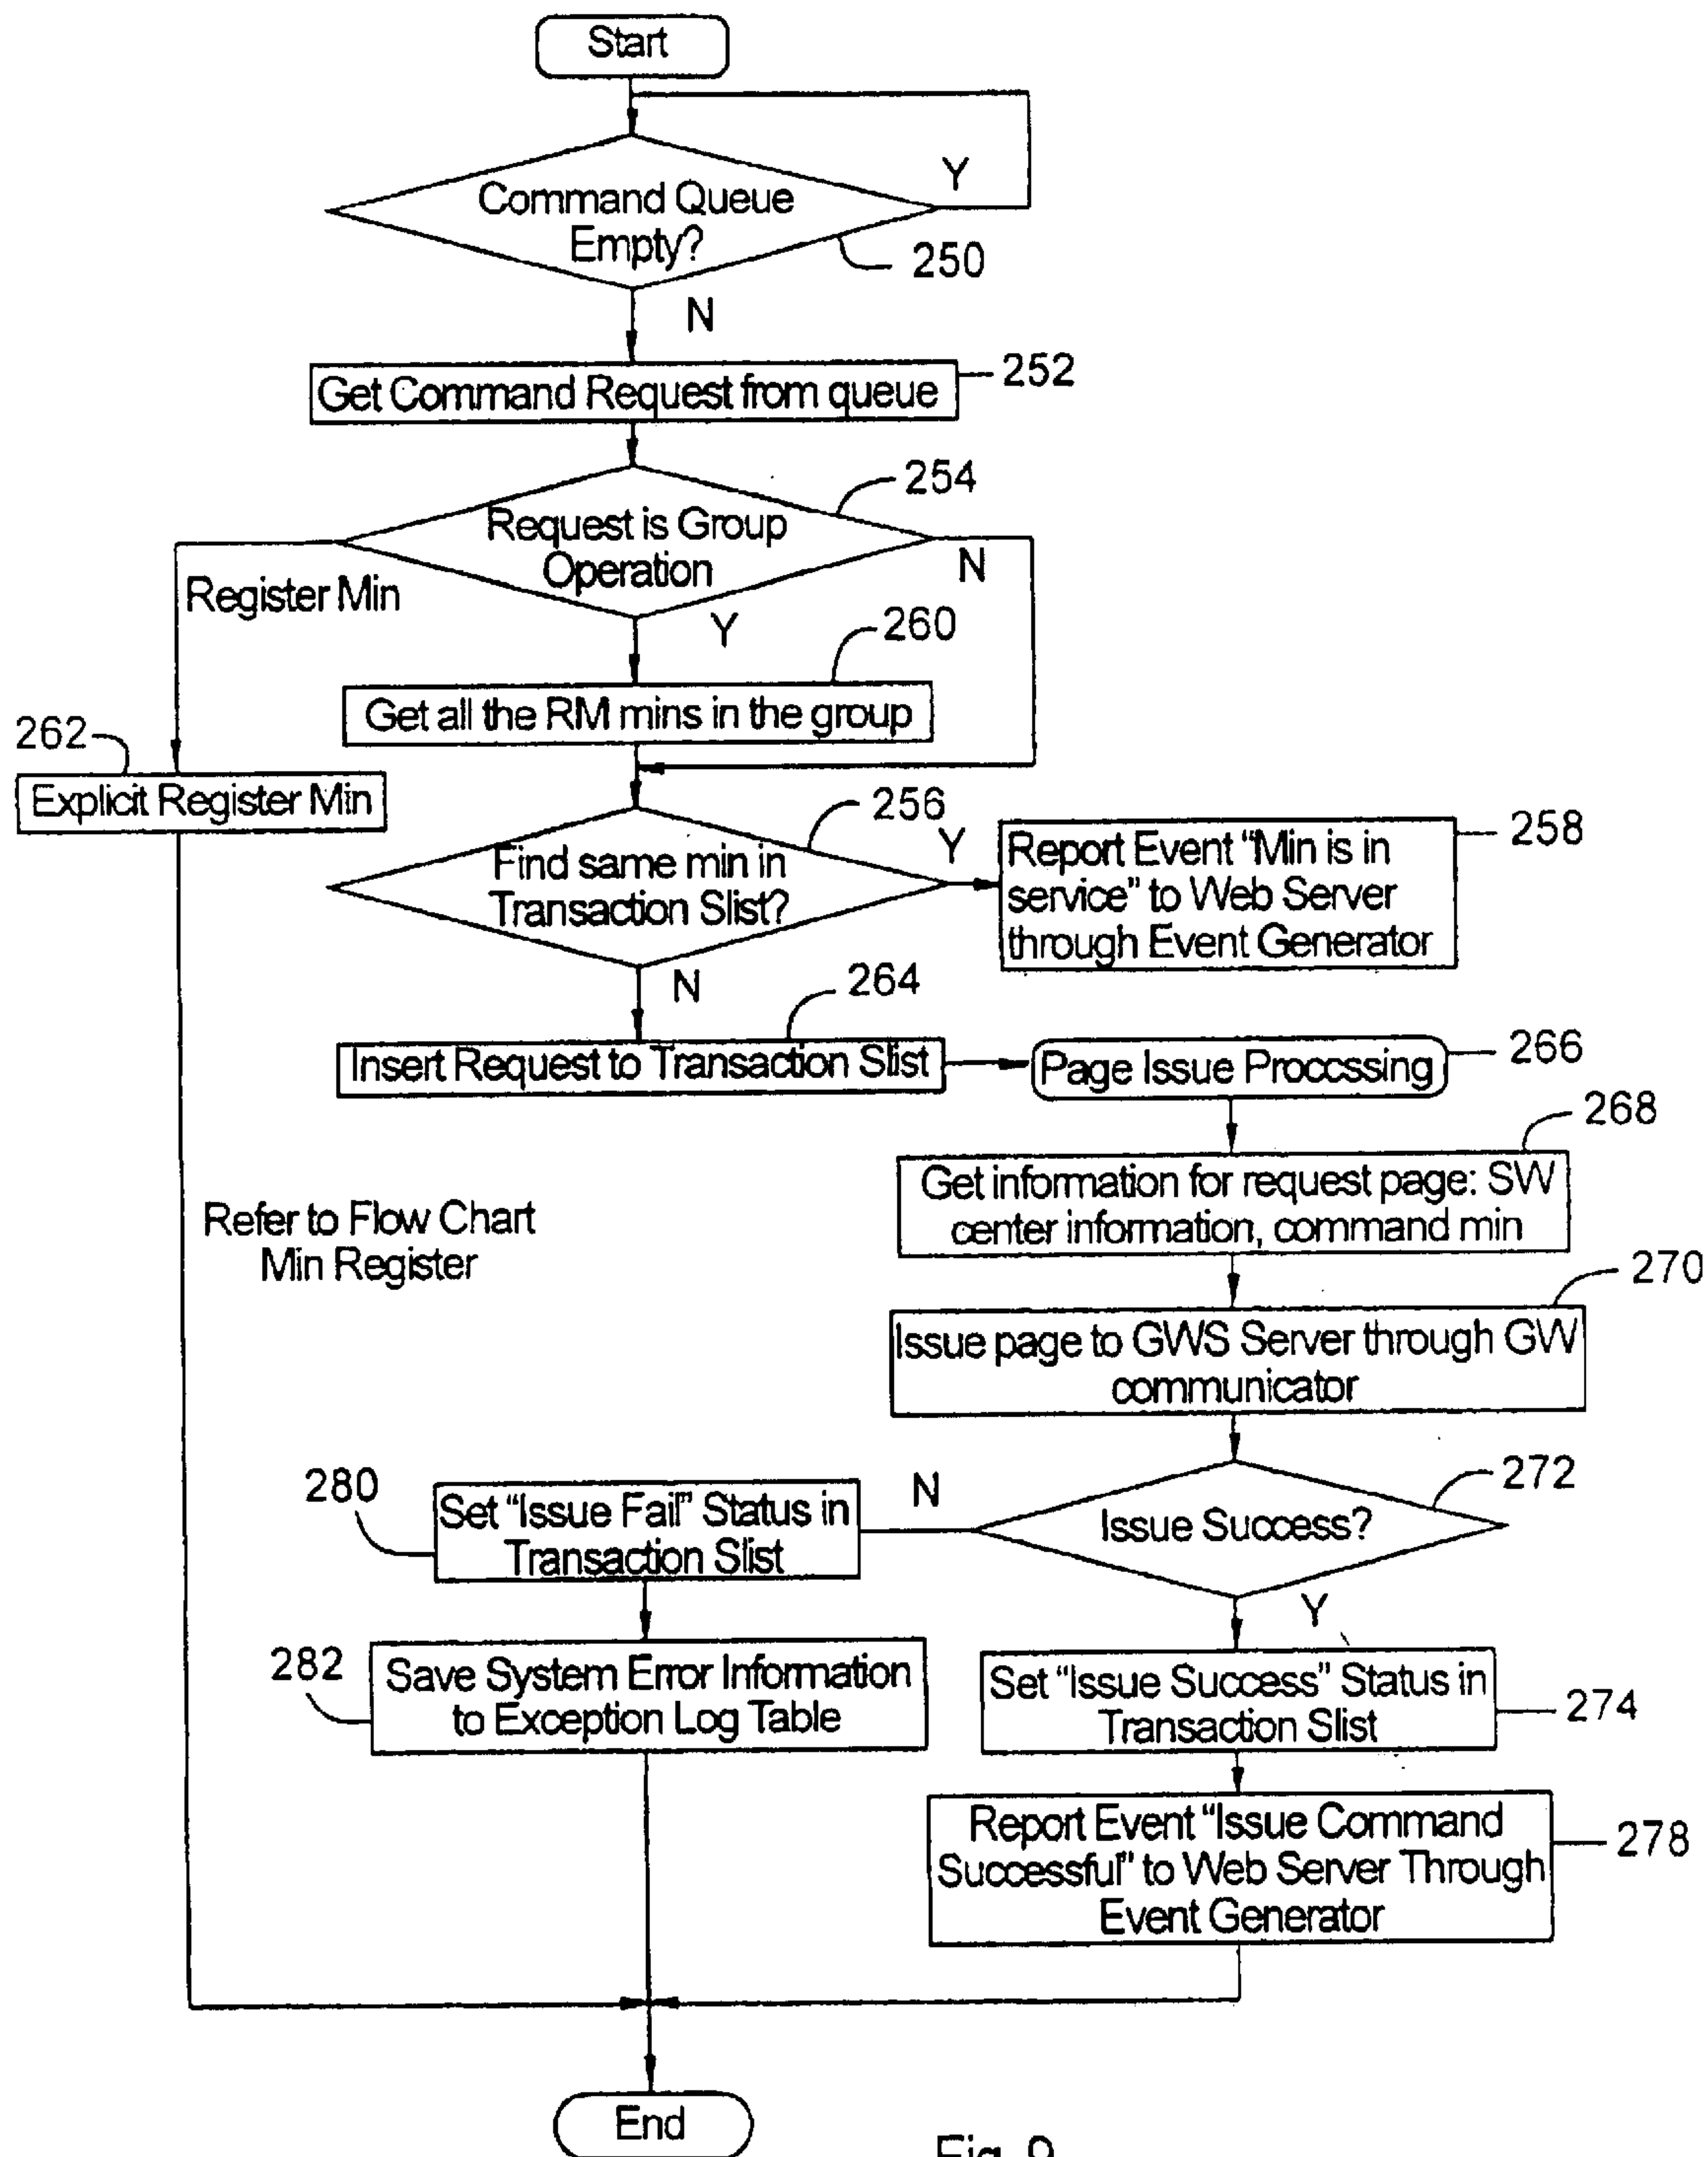 Start
Command Queue
Empty?
Y
250
N
Get Command Request from queue
252
254
Request is Group
Operation
N
Register Min
Y
260
Get all the RM mins in the group
262
Explicit Register Min
256
Find same min in
Transaction Slist?
Y
Report Event “Min is in
service” to Web Server
through Event Generator
258
N
264
Insert Request to Transaction Slist
Page Issue Proccssing
266
268
Get information for request page: SW
center information, command min
Refer to Flow Chart
Min Register
270
Issue page to GWS Server through GW
communicator
272
Issue Success?
N
280
Set “Issue Fail” Status in
Transaction Slist
Y
282
Save System Error Information
to Exception Log Table
Set “Issue Success” Status in
Transaction Slist
274
Report Event “Issue Command
Successful” to Web Server Through
Event Generator
278
End
Fig. 9